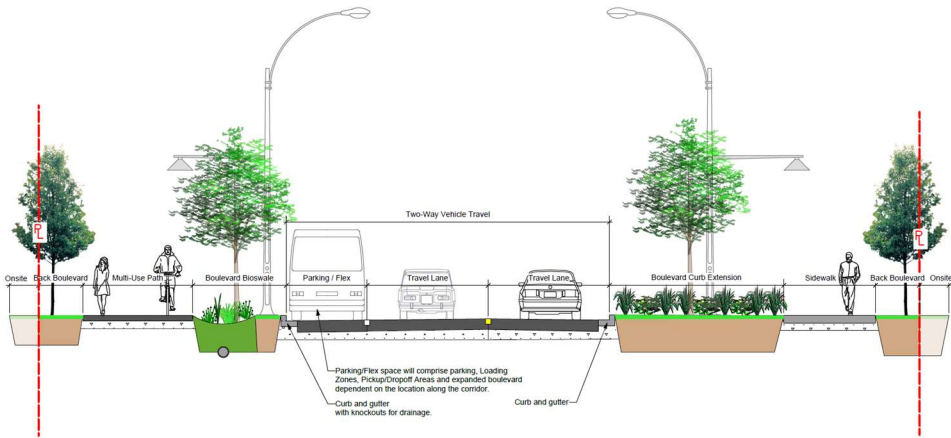 Two-Way Vehicle Travel
PL
PL
Onsite
Back Boulevard
Multi-Use Path
Boulevard Bioswale
Parking / Flex
Travel Lane
Travel Lane
Boulevard Curb Extension
Sidewalk
Back Boulevard
Onsite
Parking/Flex space will comprise parking, Loading
Zones, Pickup/Dropoff Areas and expanded boulevard
dependent on the location along the corridor.
Curb and gutter
with knockouts for drainage.
Curb and gutter